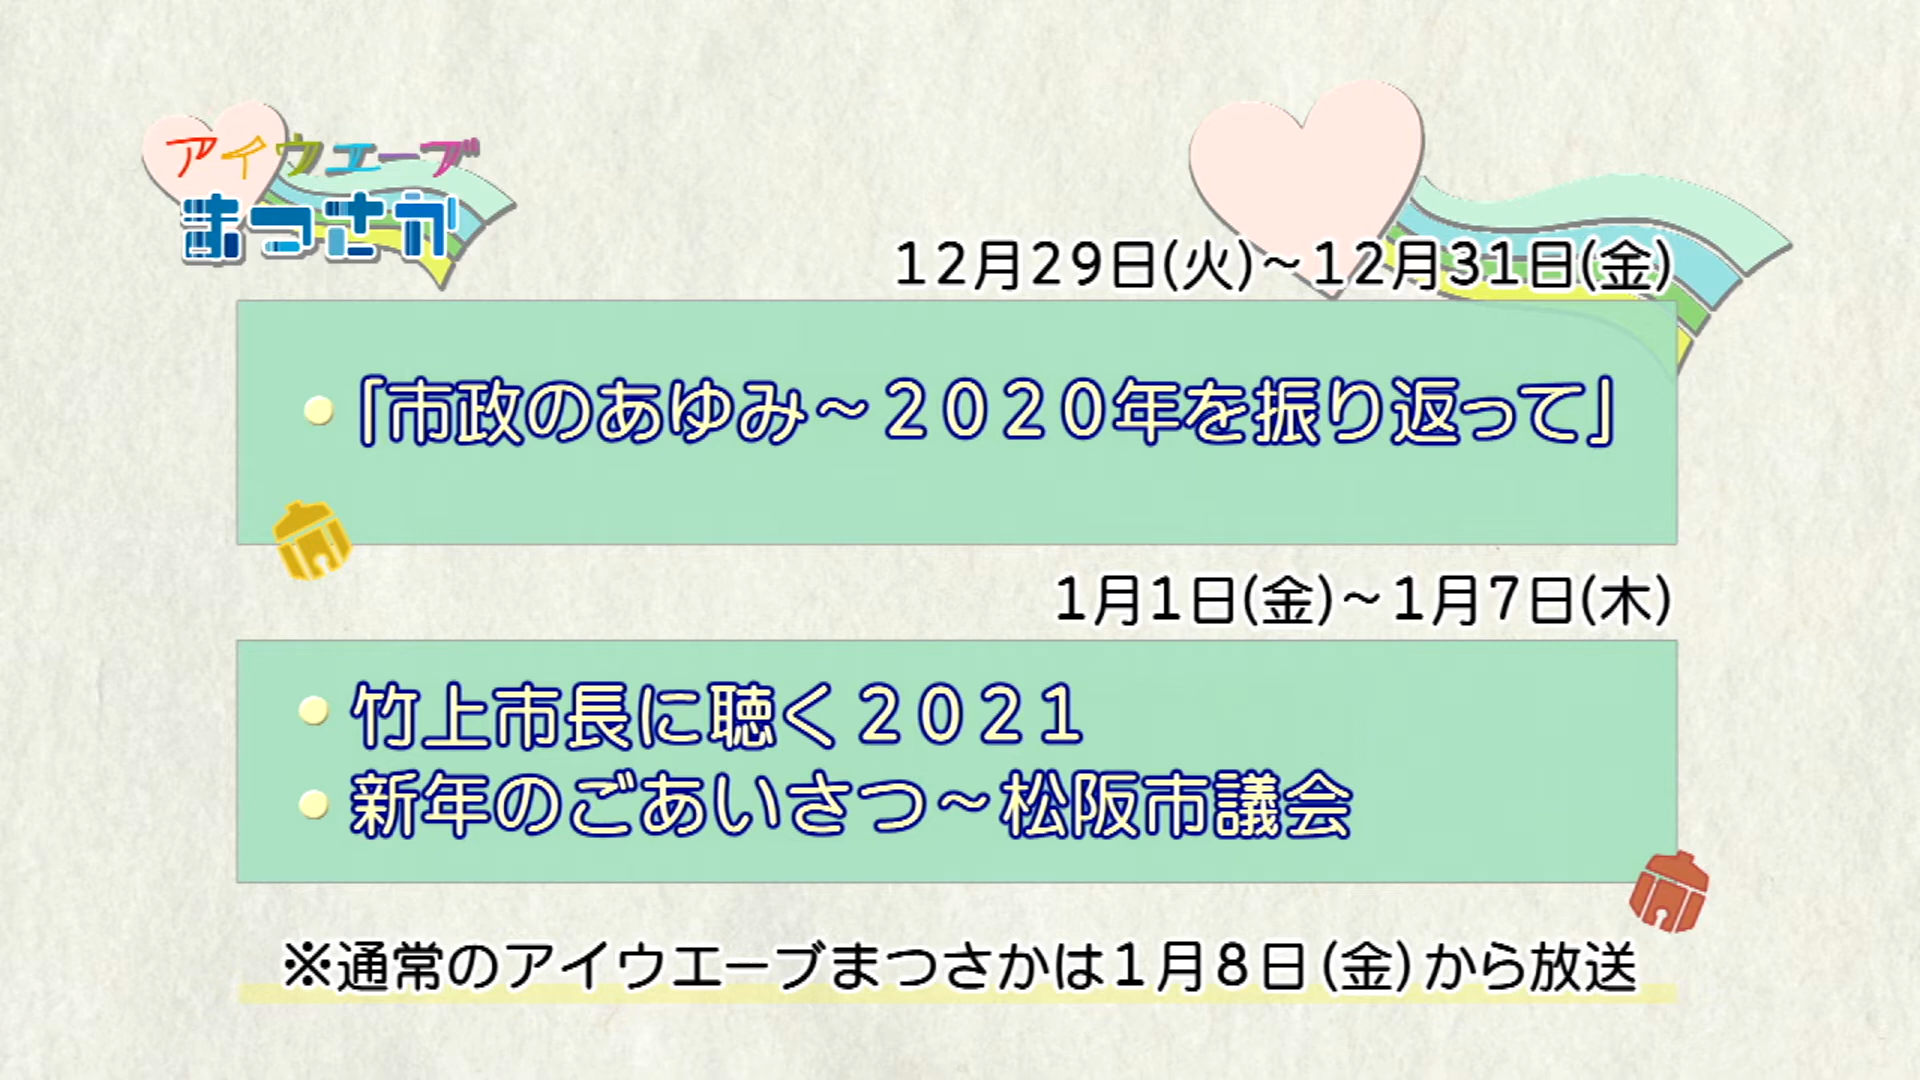 アイウエーブ
まつさか
12月29日(火)~12月31日(金)
「市政のあゆみ~2020年を振り返って」
1月1日(金)~1月7日(木)
竹上市長に聴く2021
新年のごあいさつ~松阪市議会
※通常のアイウエーブまつさかは1月8日(金)から放送